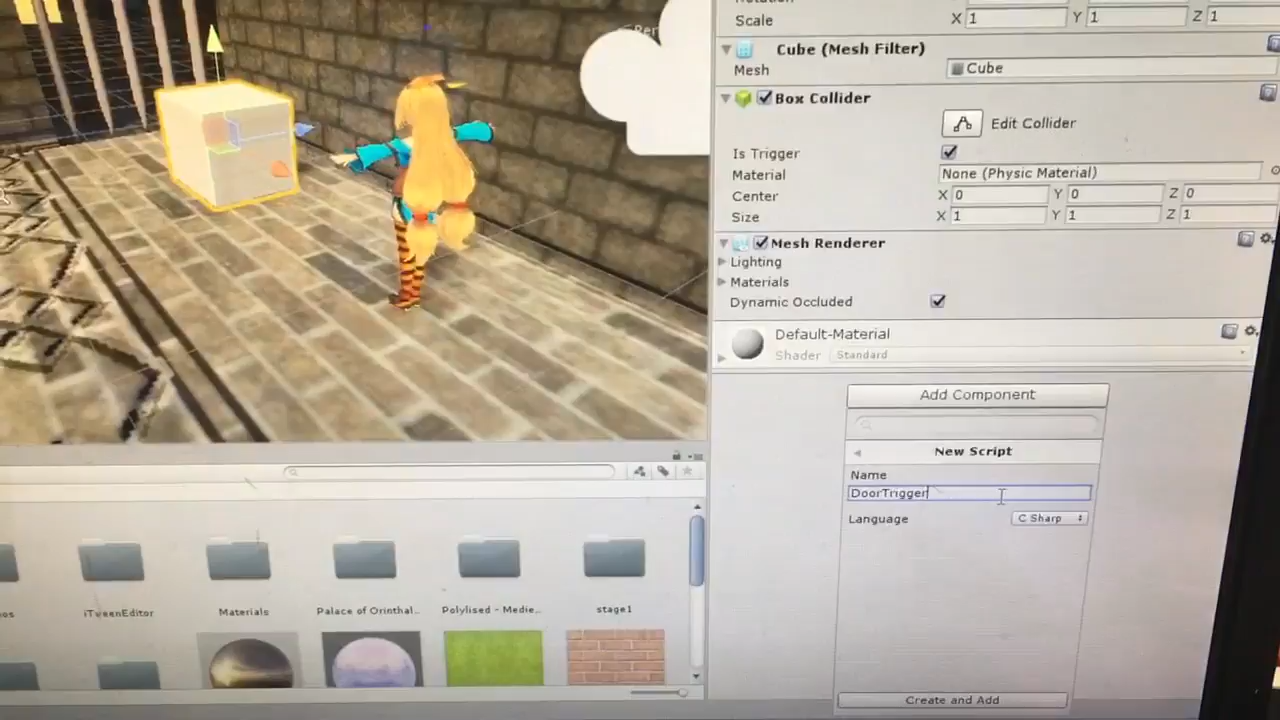 Scale X 1 Y 1 Z 1
Cube (Mesh Filter)
Mesh Cube
Box Collider
Edit Collider
Is Trigger
Material None (Physic Material)
Center X 0 Y 0 Z 0
Size X 1 Y 1 Z 1
Mesh Renderer
Lighting
Materials
Dynamic Occluded
Default-Material
Shader Standard
Add Component
New Script
Name
DoorTrigger
Language C Sharp
Create and Add
iTweenEditor
Materials
Palace of Orinthal...
Polylised - Medie...
stage1